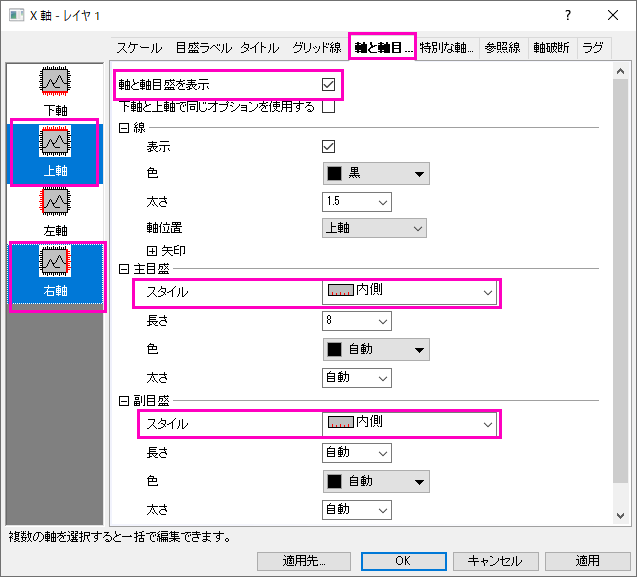 X 軸 - レイヤ 1
スケール 目盛ラベル タイトル グリッド線 軸と軸目... 特別な軸... 参照線 軸破断 ラグ
下軸
上軸
左軸
右軸
軸と軸目盛を表示
下軸と上軸で同じオプションを使用する
線
表示
色 黒
太さ 1.5
軸位置 上軸
矢印
主目盛
スタイル 内側
長さ 8
色 自動
太さ 自動
副目盛
スタイル 内側
長さ 自動
色 自動
太さ 自動
複数の軸を選択すると一括で編集できます。
適用先... OK キャンセル 適用